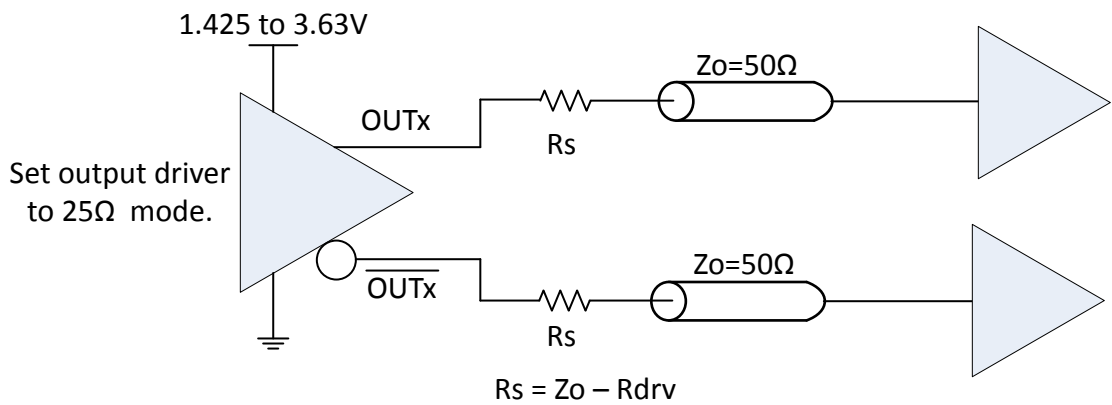 1.425 to 3.63V
OUTx
Rs
Zo=50Ω
Set output driver
to 25Ω mode.
OUTx
Rs
Zo=50Ω
Rs = Zo – Rdrv